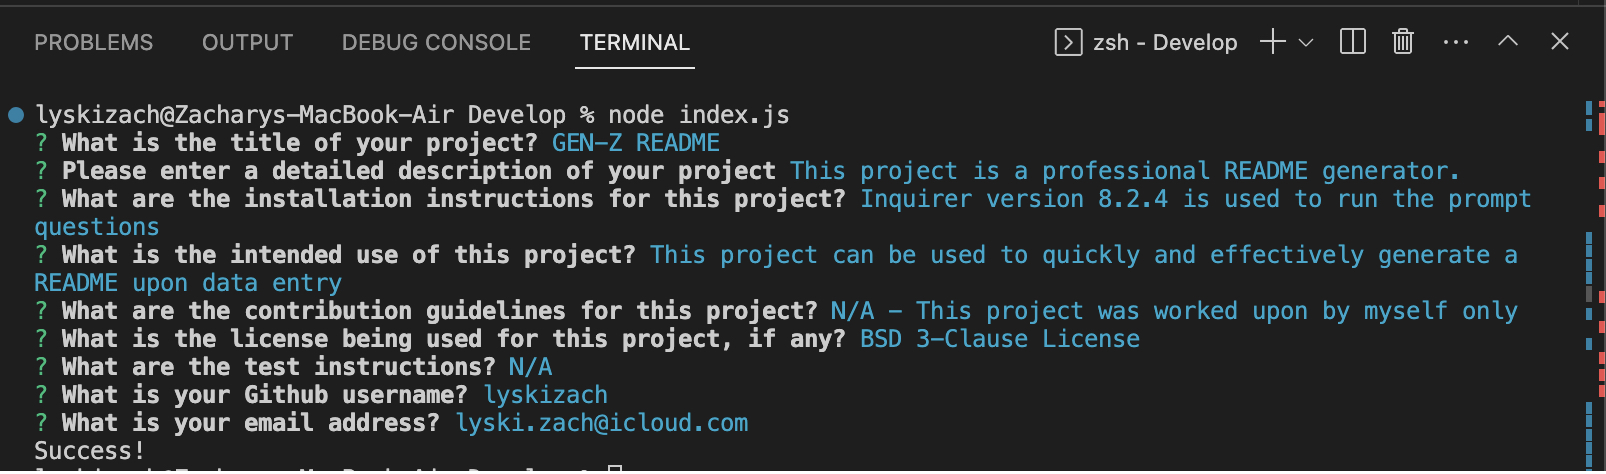 PROBLEMS OUTPUT DEBUG CONSOLE TERMINAL zsh - Develop
lyskizach@Zacharys-MacBook-Air Develop % node index.js
? What is the title of your project? GEN-Z README
? Please enter a detailed description of your project This project is a professional README generator.
? What are the installation instructions for this project? Inquirer version 8.2.4 is used to run the prompt
questions
? What is the intended use of this project? This project can be used to quickly and effectively generate a
README upon data entry
? What are the contribution guidelines for this project? N/A - This project was worked upon by myself only
? What is the license being used for this project, if any? BSD 3-Clause License
? What are the test instructions? N/A
? What is your Github username? lyskizach
? What is your email address? lyski.zach@icloud.com
Success!